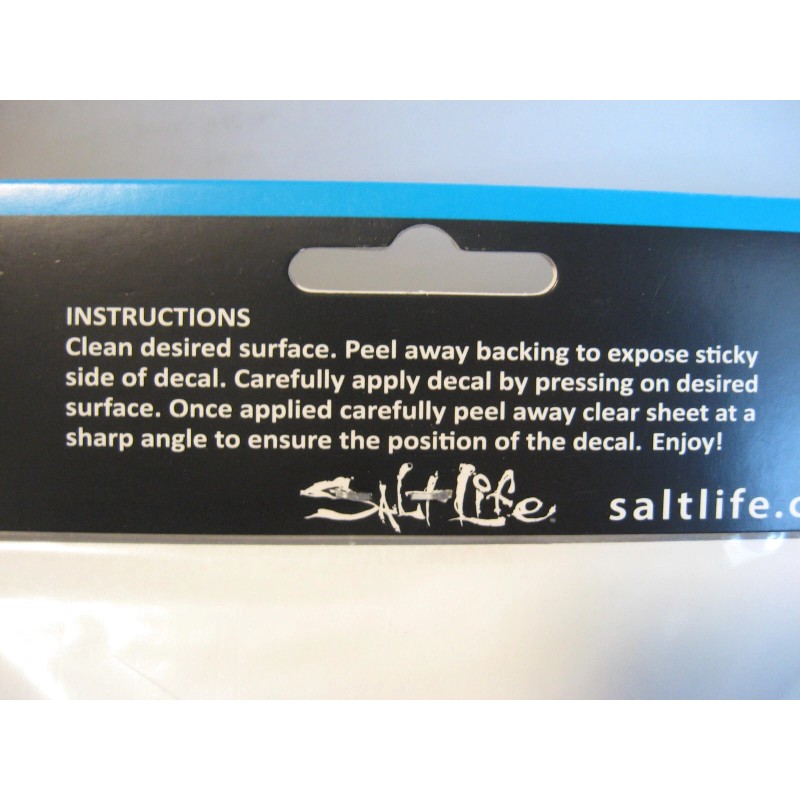 INSTRUCTIONS
Clean desired surface. Peel away backing to expose sticky
side of decal. Carefully apply decal by pressing on desired
surface. Once applied carefully peel away clear sheet at a
sharp angle to ensure the position of the decal. Enjoy!
SALT LIFE
saltlife.c